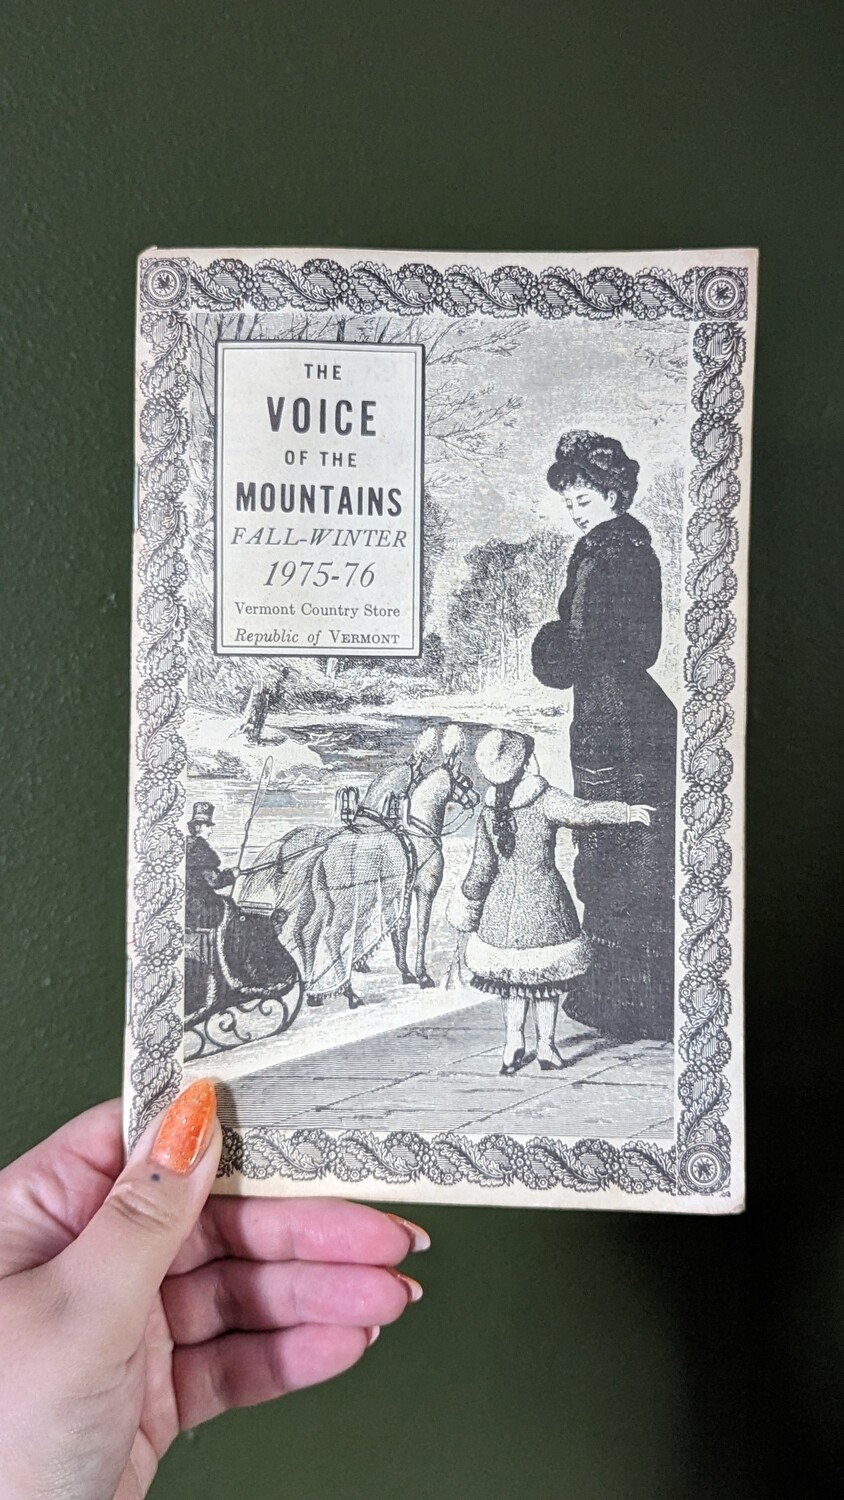 THE
VOICE
OF THE
MOUNTAINS
FALL-WINTER
1975-76
Vermont Country Store
Republic of VERMONT